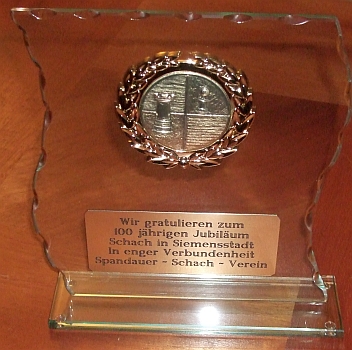 Wir gratulieren zum
100 jährigen Jubiläum
Schach in Siemensstadt
In enger Verbundenheit
Spandauer - Schach - Verein